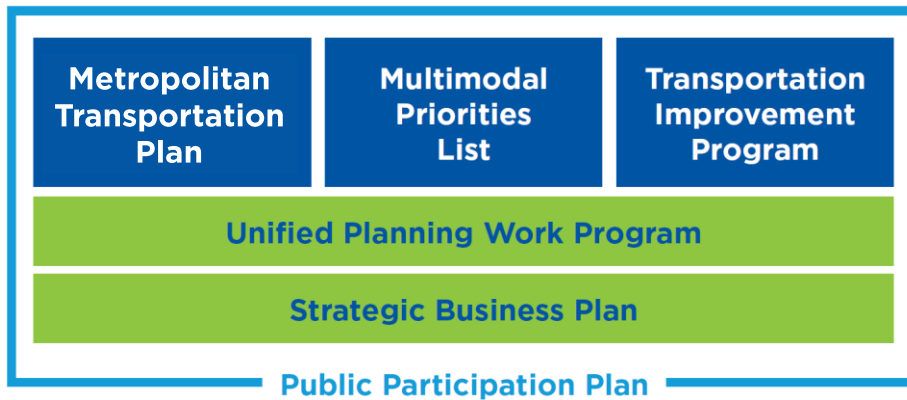 Metropolitan
Transportation
Plan
Multimodal
Priorities
List
Transportation
Improvement
Program
Unified Planning Work Program
Strategic Business Plan
Public Participation Plan